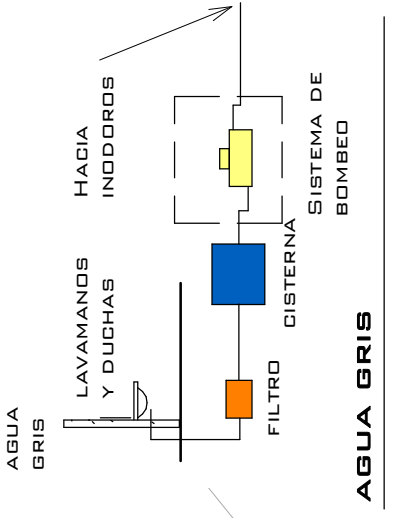 AGUA
GRIS
LAVAMANOS
Y DUCHAS
HACIA
INODOROS
FILTRO
CISTERNA
SISTEMA DE
BOMBEO
AGUA GRIS